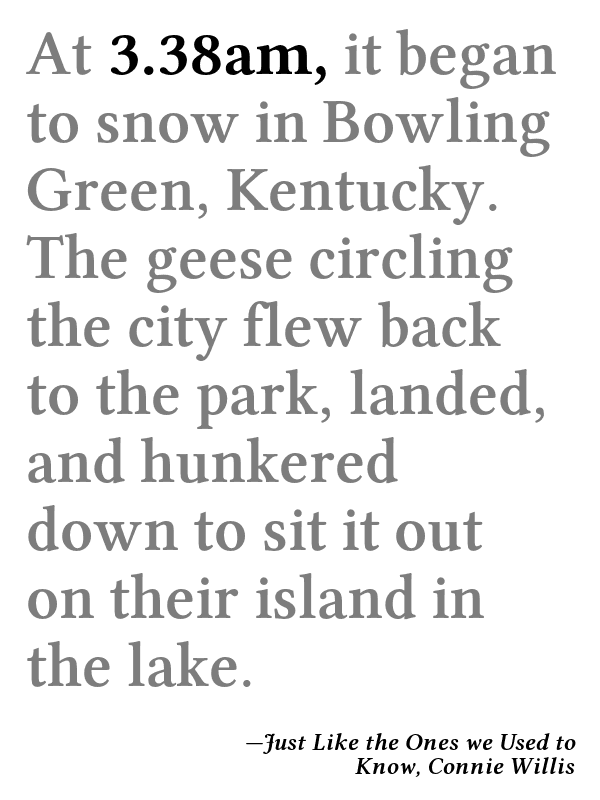 At 3.38am, it began
to snow in Bowling
Green, Kentucky.
The geese circling
the city flew back
to the park, landed,
and hunkered
down to sit it out
on their island in
the lake.
—Just Like the Ones we Used to
Know, Connie Willis